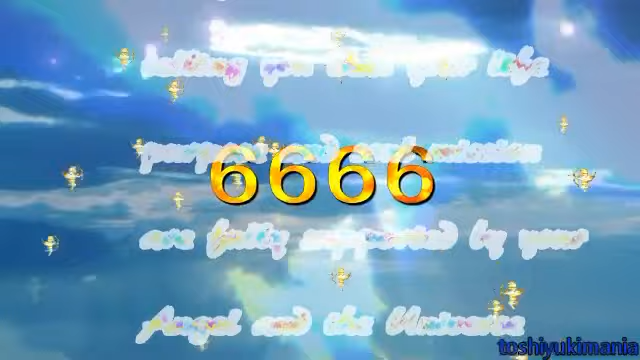 letting you that your life
purpose and soul mission
6666
are fully supported by your
Angel and the Universe
toshiyukimania